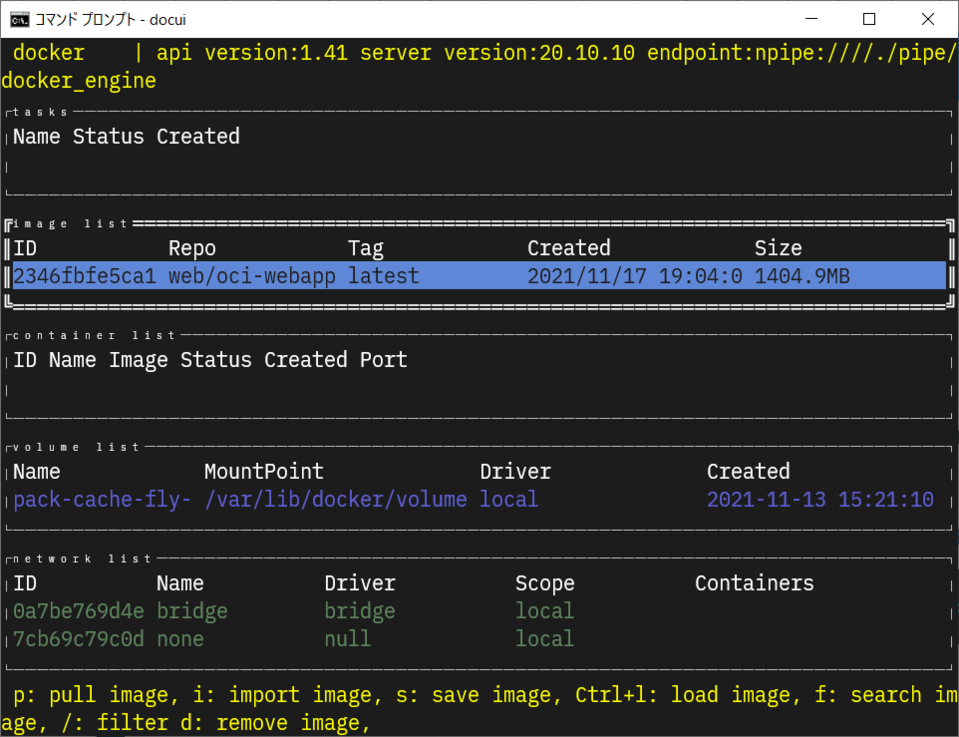 コマンド プロンプト - docui
docker | api version:1.41 server version:20.10.10 endpoint:npipe:////./pipe/
docker_engine
tasks
Name Status Created
image list
ID Repo Tag Created Size
2346fbfe5ca1 web/oci-webapp latest 2021/11/17 19:04:0 1404.9MB
container list
ID Name Image Status Created Port
volume list
Name MountPoint Driver Created
pack-cache-fly- /var/lib/docker/volume local 2021-11-13 15:21:10
network list
ID Name Driver Scope Containers
0a7be769d4e bridge bridge local
7cb69c79c0d none null local
p: pull image, i: import image, s: save image, Ctrl+l: load image, f: search im
age, /: filter d: remove image,